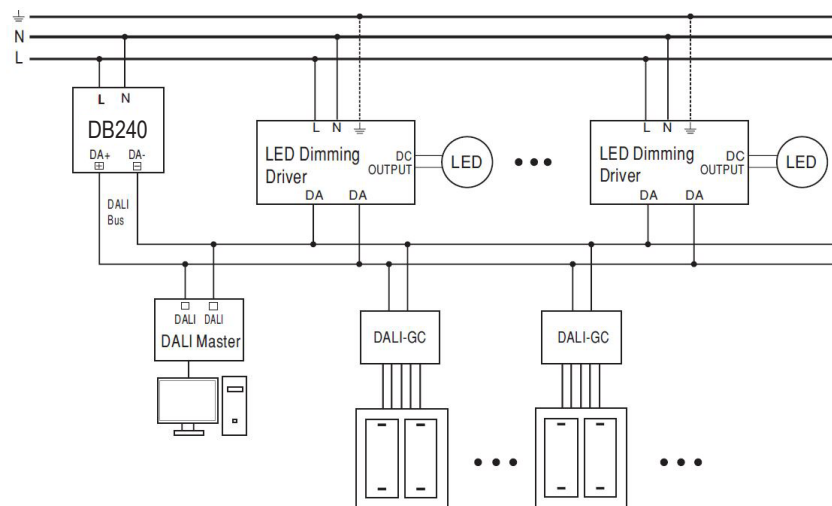 N
L
L N
DB240
DA+ DA-
DALI
Bus
L N
LED Dimming
Driver
DC
OUTPUT
DA DA
LED
L N
LED Dimming
Driver
DC
OUTPUT
DA DA
LED
DALI DALI
DALI Master
DALI-GC
DALI-GC